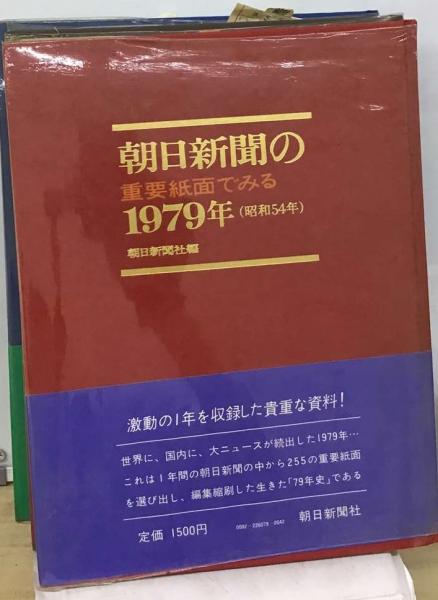 朝日新聞の
重要紙面でみる
1979年(昭和54年)
朝日新聞社編
激動の1年を収録した貴重な資料!
世界に、国内に、大ニュースが続出した1979年…
これは1年間の朝日新聞の中から255の重要紙面
を選び出し、編集縮刷した生きた「79年史」である
定価 1500円 0502-226079-0042 朝日新聞社